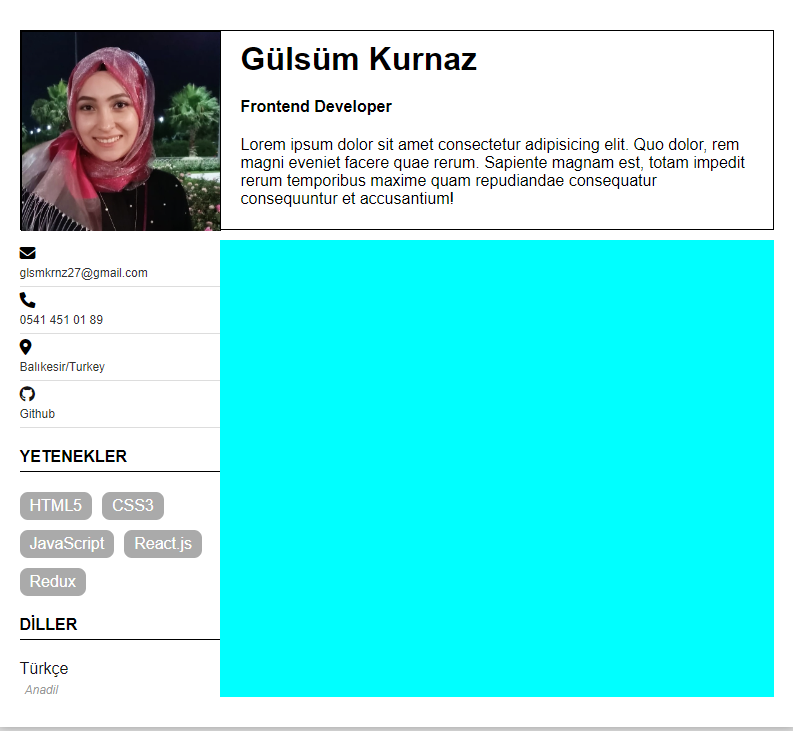 Gülsüm Kurnaz
Frontend Developer
Lorem ipsum dolor sit amet consectetur adipisicing elit. Quo dolor, rem
magni eveniet facere quae rerum. Sapiente magnam est, totam impedit
rerum temporibus maxime quam repudiandae consequatur
consequuntur et accusantium!
glsmkrnz27@gmail.com
0541 451 01 89
Balıkesir/Turkey
Github
YETENEKLER
HTML5 CSS3
JavaScript React.js
Redux
DİLLER
Türkçe
Anadil